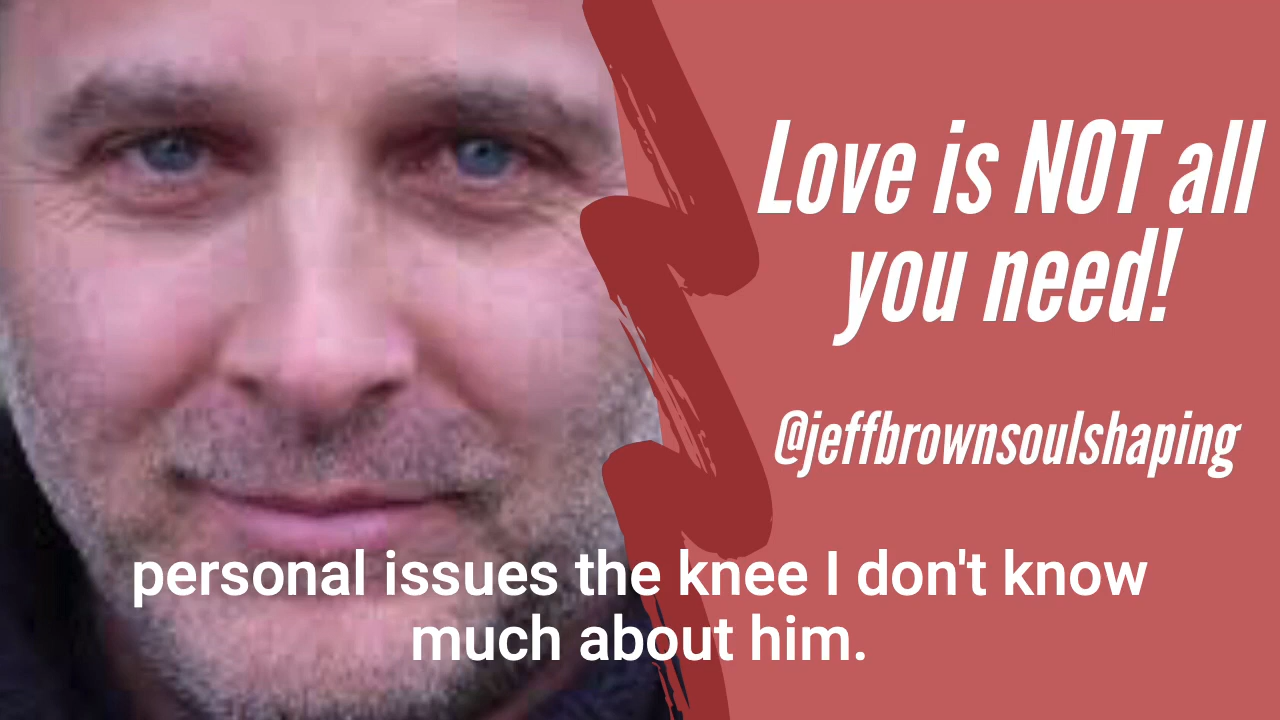 Love is NOT all
you need!
@jeffbrownsoulshaping
personal issues the knee I don't know
much about him.